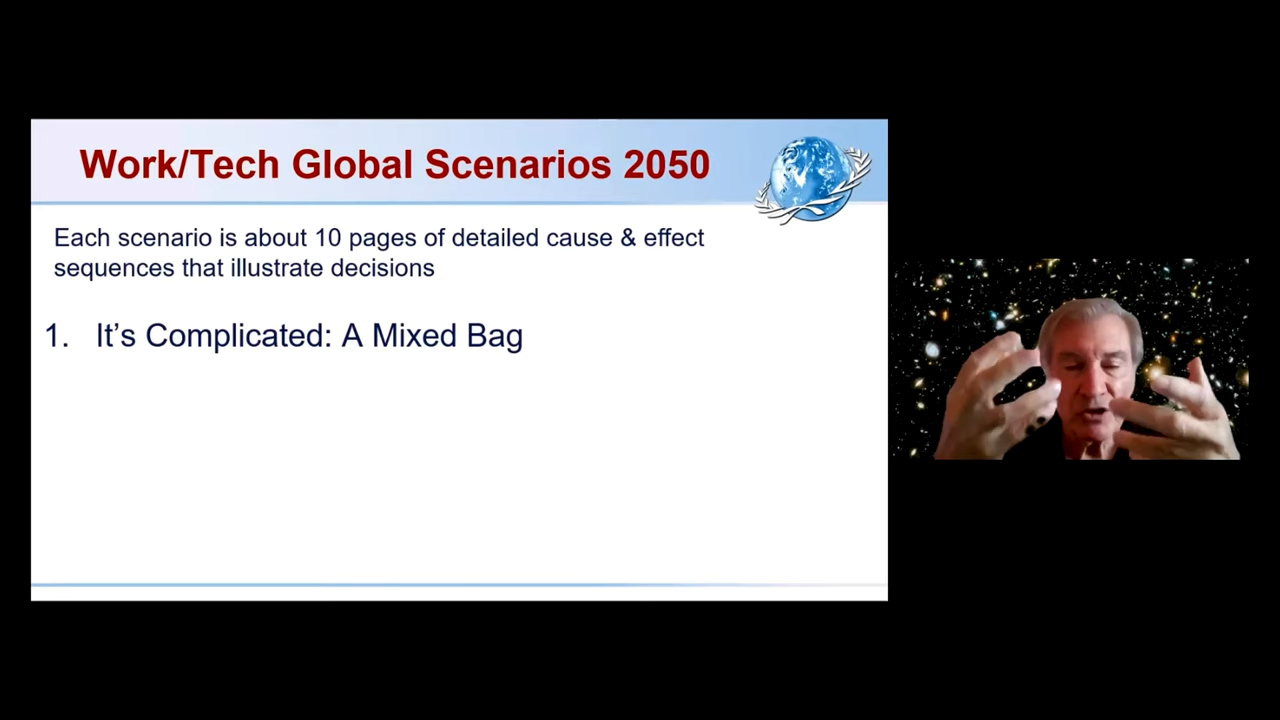 Work/Tech Global Scenarios 2050
Each scenario is about 10 pages of detailed cause & effect
sequences that illustrate decisions
1. It’s Complicated: A Mixed Bag